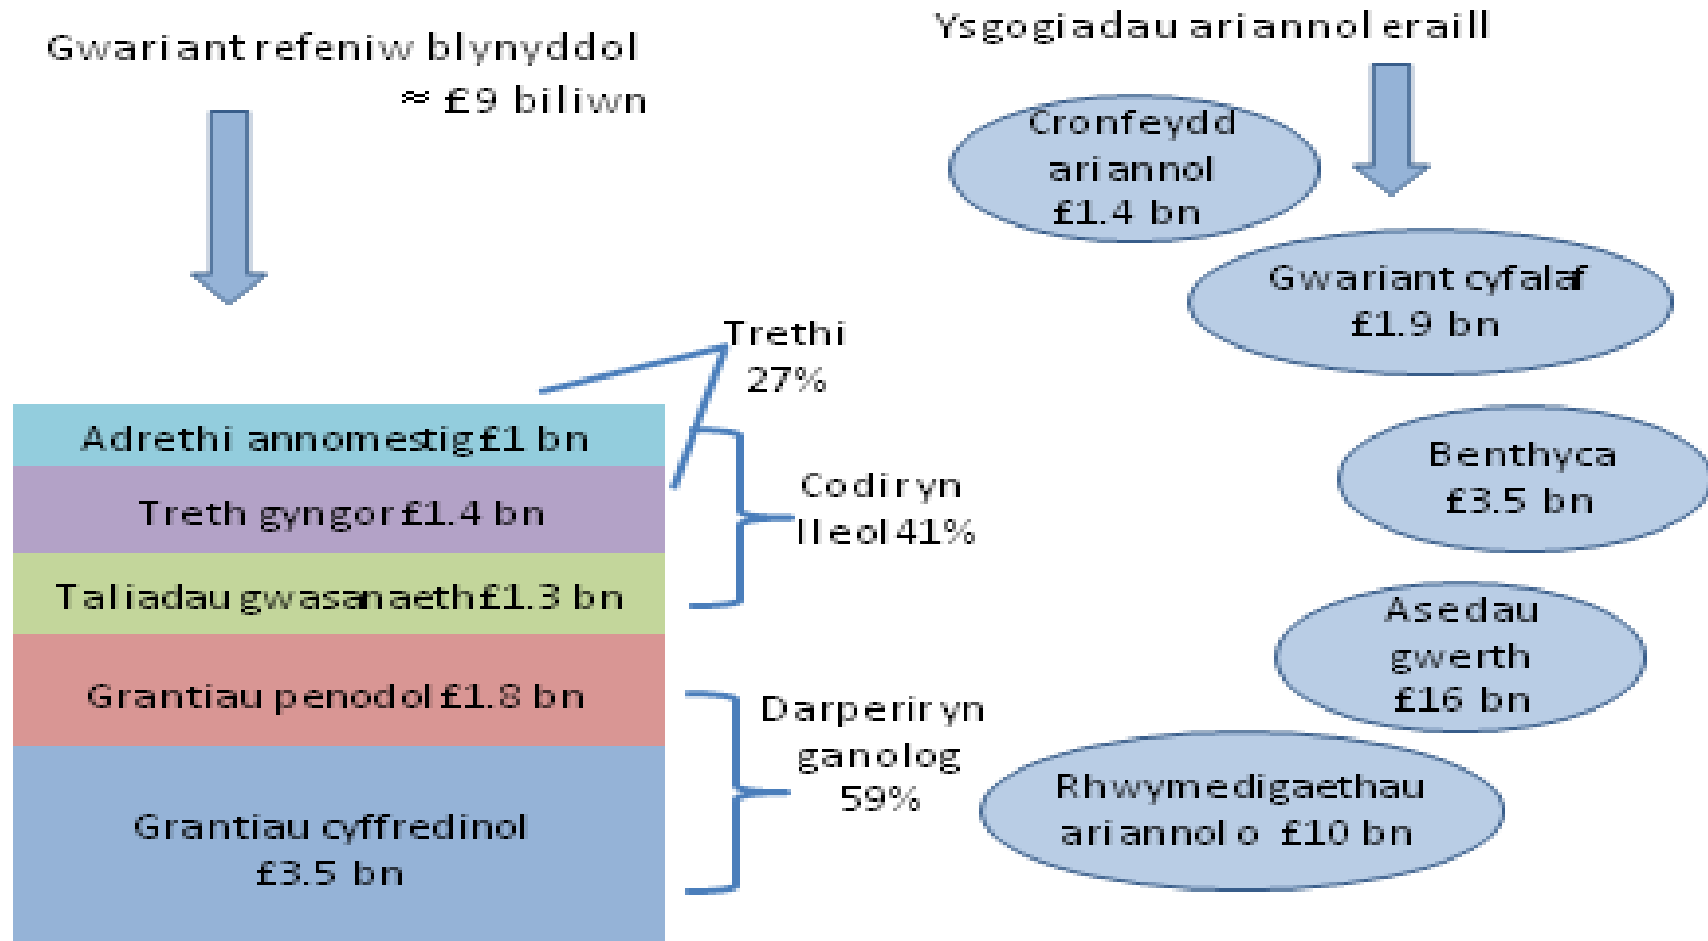 Gwariant refeniw blynyddol
≈ £9 biliwn
Trethi
27%
Adrethi annomestig £1 bn
Treth gyngor £1.4 bn
Taliadau gwasanaeth £1.3 bn
Codir yn
lleol 41%
Grantiau penodol £1.8 bn
Grantiau cyffredinol
£3.5 bn
Darperir yn
ganolog
59%
Ysgogiadau ariannol eraill
Cronfeydd
ariannol
£1.4 bn
Gwariant cyfalaf
£1.9 bn
Benthyca
£3.5 bn
Asedau
gwerth
£16 bn
Rhwymedigaethau
ariannol o £10 bn